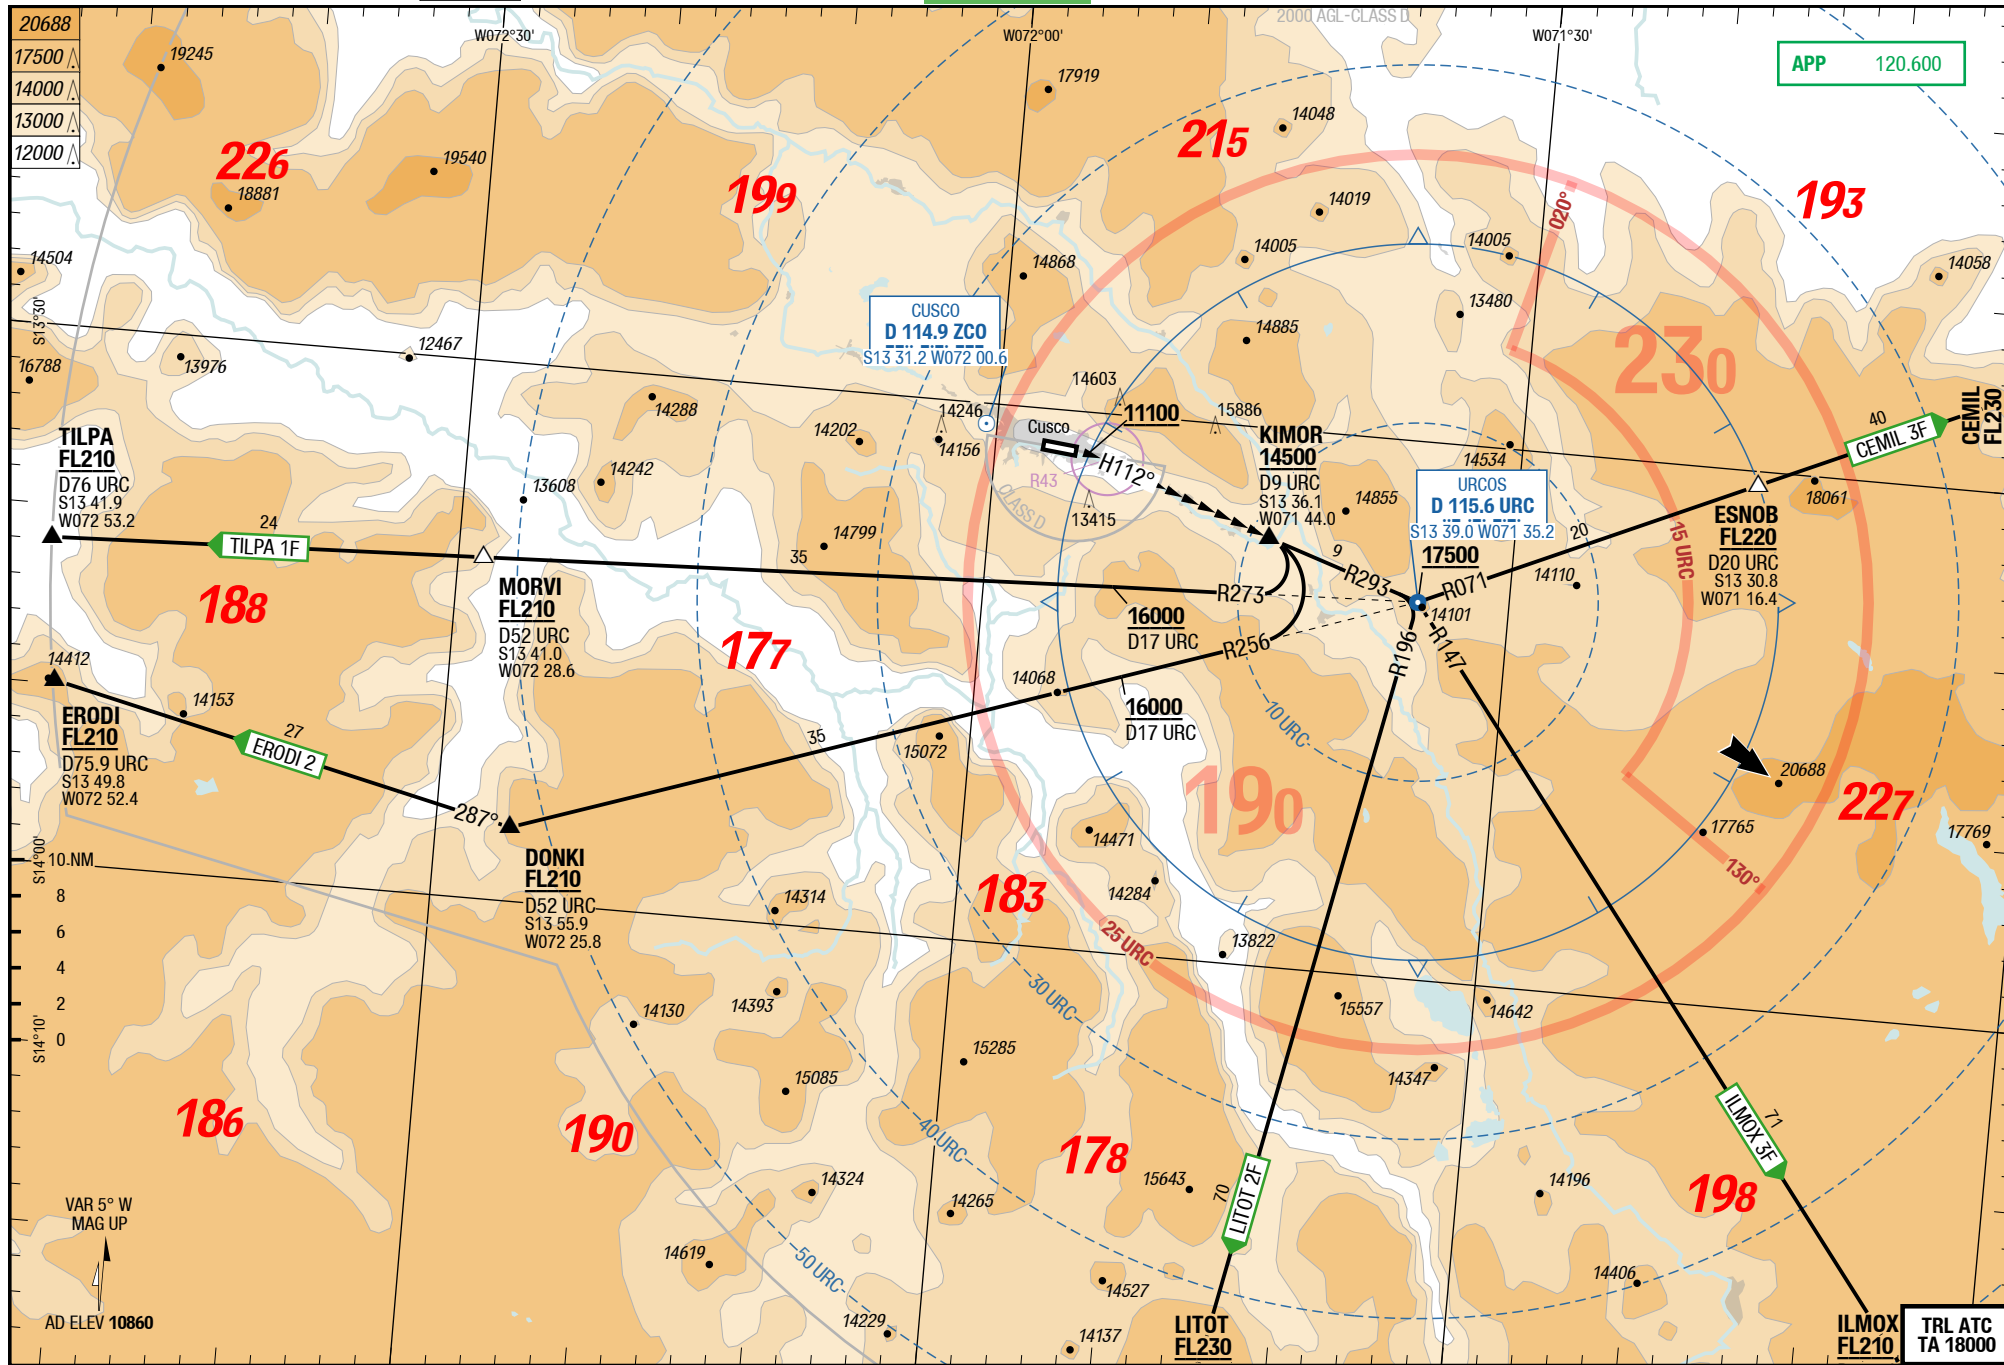 20688
17500
14000
13000
12000
W072°30'
W072°00'
2000 AGL-CLASS D
W071°30'
APP 120.600
19245
17919
14048
226
19540
18881
199
215
14019
020°
193
14504
14868
14005
14005
14058
S13°30'
CUSCO
D 114.9 ZCO
S13 31.2 W072 00.6
13480
14885
230
12467
13976
16788
14288
14603
11100
15886
14246
14202
14156
Cusco
R43
CLASS D
H112°
13415
KIMOR
14500
D9 URC
S13 36.1
W071 44.0
14855
14534
URCOS
D 115.6 URC
S13 39.0 W071 35.2
17500
40
CEMIL 3F
CEMIL
FL230
18061
TILPA
FL210
D76 URC
S13 41.9
W072 53.2
14242
13608
14799
24
TILPA 1F
35
9
R293
R273
R071
20
15 URC
ESNOB
FL220
D20 URC
S13 30.8
W071 16.4
14110
14101
MORVI
FL210
D52 URC
S13 41.0
W072 28.6
188
177
16000
D17 URC
R256
R196
R147
14412
14153
14068
16000
D17 URC
10 URC
ERODI
FL210
D75.9 URC
S13 49.8
W072 52.4
27
ERODI 2
35
15072
287°
190
20688
227
17765
17769
130°
S14°00'
10 NM
8
6
4
2
0
DONKI
FL210
D52 URC
S13 55.9
W072 25.8
14471
14284
14314
183
25 URC
13822
30 URC
14393
14130
15557
14642
S14°10'
15285
15085
14347
186
190
40 URC
178
ILMOX 3F
71
14324
14265
15643
70
LITOT 2F
14196
198
VAR 5° W
MAG UP
14619
50 URC
14527
14406
AD ELEV 10860
14229
14137
LITOT
FL230
ILMOX
FL210
TRL ATC
TA 18000